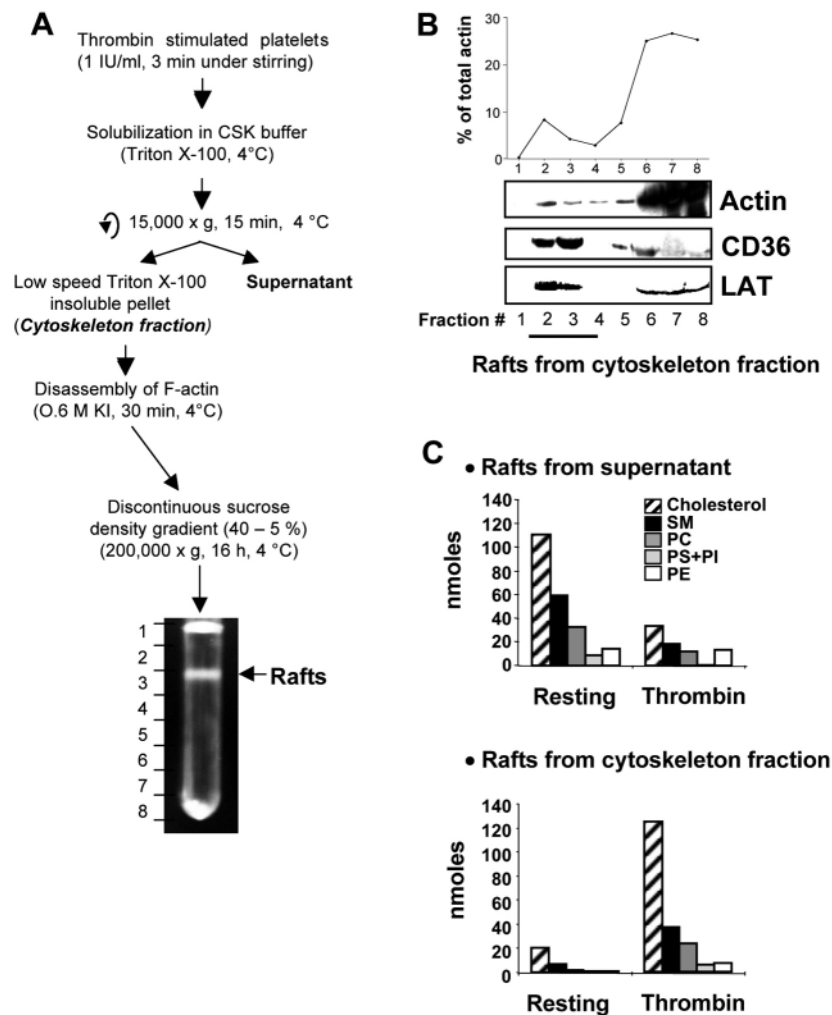 A
Thrombin stimulated platelets
(1 IU/ml, 3 min under stirring)
Solubilization in CSK buffer
(Triton X-100, 4°C)
15,000 x g, 15 min, 4 °C
Low speed Triton X-100
insoluble pellet
(Cytoskeleton fraction)
Supernatant
Disassembly of F-actin
(O.6 M KI, 30 min, 4°C)
Discontinuous sucrose
density gradient (40 – 5 %)
(200,000 x g, 16 h, 4 °C)
1
2
3
4
5
6
7
8
Rafts
B
% of total actin
30
20
10
0
1 2 3 4 5 6 7 8
Actin
CD36
LAT
Fraction # 1 2 3 4 5 6 7 8
Rafts from cytoskeleton fraction
C
• Rafts from supernatant
nmoles
140
120
100
80
60
40
20
0
Cholesterol
SM
PC
PS+PI
PE
Resting Thrombin
• Rafts from cytoskeleton fraction
nmoles
140
120
100
80
60
40
20
0
Resting Thrombin